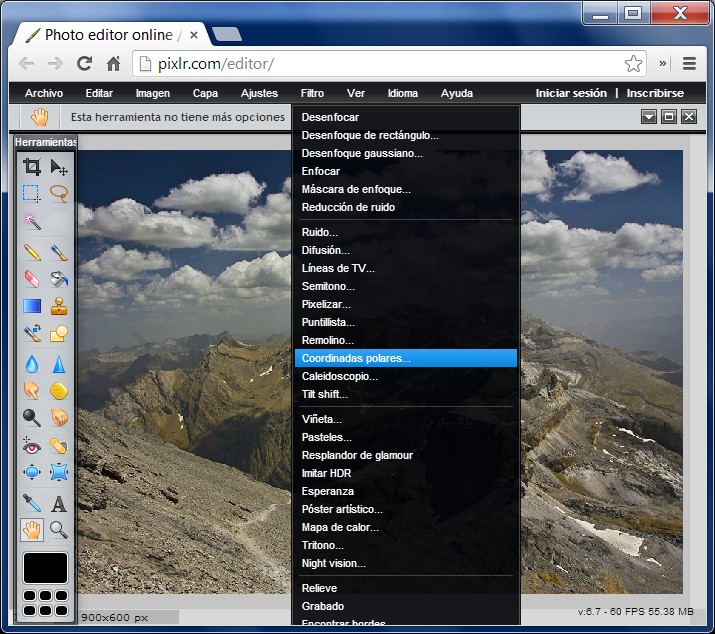 Photo editor online /
pixlr.com/editor/
Archivo Editar Imagen Capa Ajustes Filtro Ver Idioma Ayuda Iniciar sesión | Inscribirse
Esta herramienta no tiene más opciones
Herramientas
Desenfocar
Desenfoque de rectángulo...
Desenfoque gaussiano...
Enfocar
Máscara de enfoque...
Reducción de ruido
Ruido...
Difusión...
Líneas de TV...
Semitono...
Pixelizar...
Puntillista...
Remolino...
Coordinadas polares...
Caleidoscopio...
Tilt shift...
Viñeta...
Pasteles...
Resplandor de glamour
Imitar HDR
Esperanza
Póster artístico...
Mapa de calor...
Tritono...
Night vision...
Relieve
Grabado
Encontrar bordes
900x600 px
v:6.7 - 60 FPS 55.38 MB